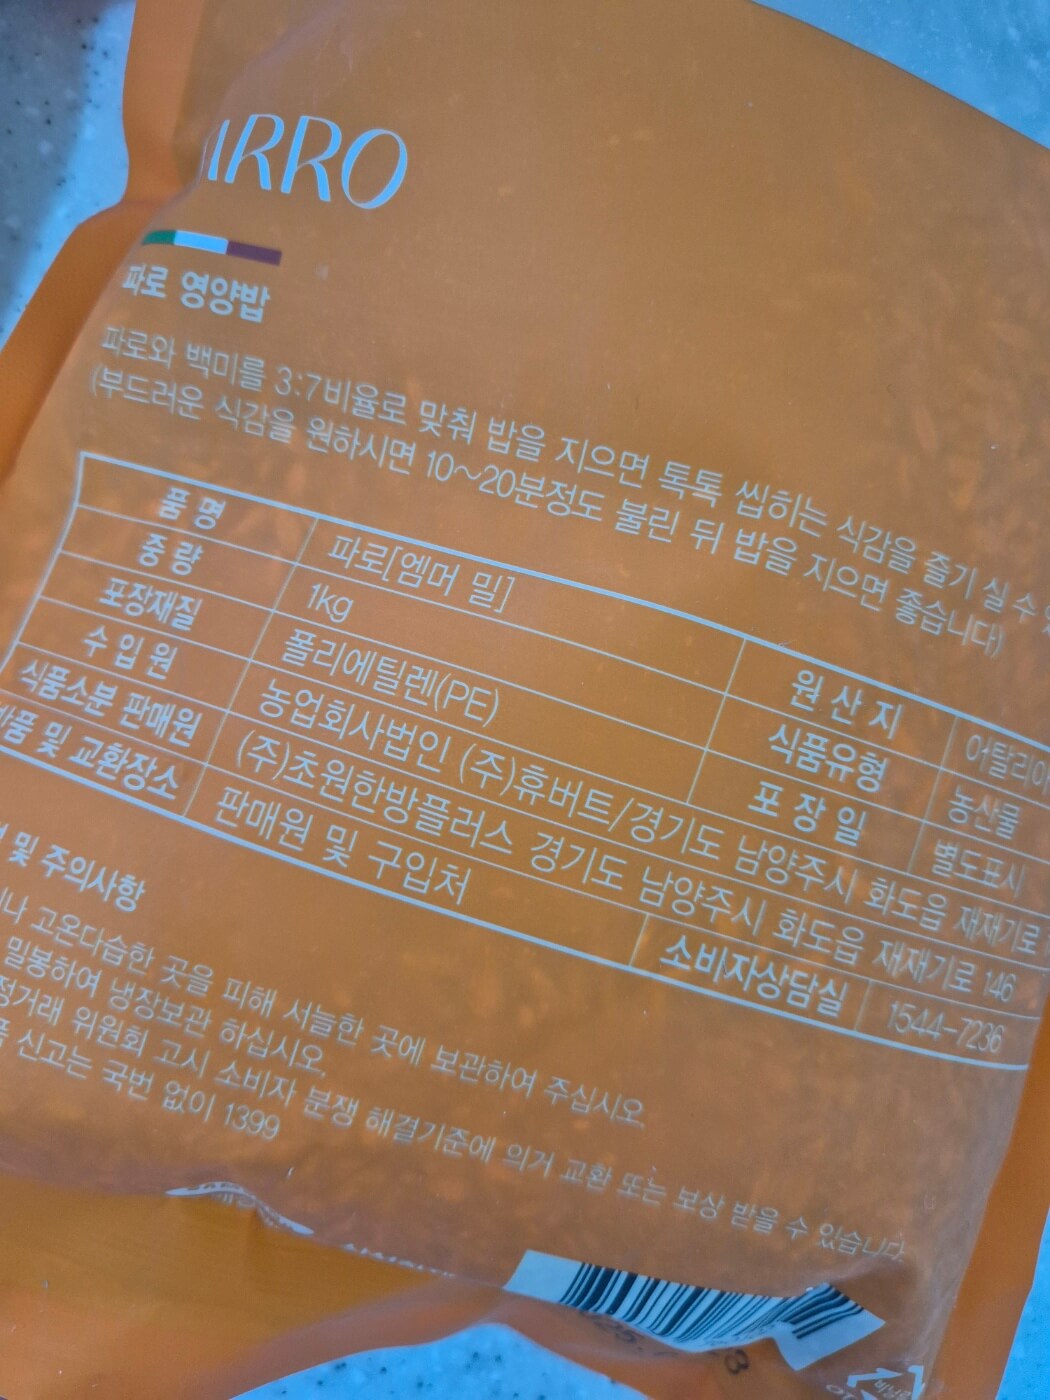 ARRO
파로 영양밥
파로와 백미를 3:7비율로 맞춰 밥을 지으면 톡톡 씹히는 식감을 즐기실 수
(부드러운 식감을 원하시면 10~20분정도 불린 뒤 밥을 지으면 좋습니다)
품명 파로[엠머 밀] 원산지 이탈리아
중량 1kg 식품유형 농산물
포장재질 폴리에틸렌(PE) 포장일 별도표시
수입원 농업회사법인 (주)휴버트/경기도 남양주시 화도읍 재재기로
식품소분 판매원 (주)초원한방플러스 경기도 남양주시 화도읍 재재기로 146
및 교환장소 판매원 및 구입처 소비자상담실 1544-7236
및 주의사항
고온다습한 곳을 피해 서늘한 곳에 보관하여 주십시오.
밀봉하여 냉장보관 하십시오.
위원회 고시 소비자 분쟁 해결기준에 의거 교환 또는 보상 받을 수 있습니다.
신고는 국번 없이 1399